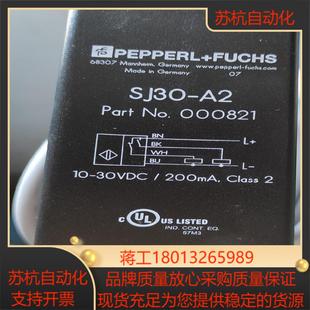 苏杭自动化
PEPPERL+FUCHS
68307 Mannheim, Germany www.pepperl-fuchs.com
Made in Germany 07
SJ30-A2
Part No. 000821
BN
L+
BK
WH
BU
L-
10-30VDC / 200mA, Class 2
c UL US LISTED
IND. CONT. EQ.
57M3
蒋工18013265989
苏杭自动化
支持开票
品牌质量放心采购质量保证
现货充足为您提供稳定的货源